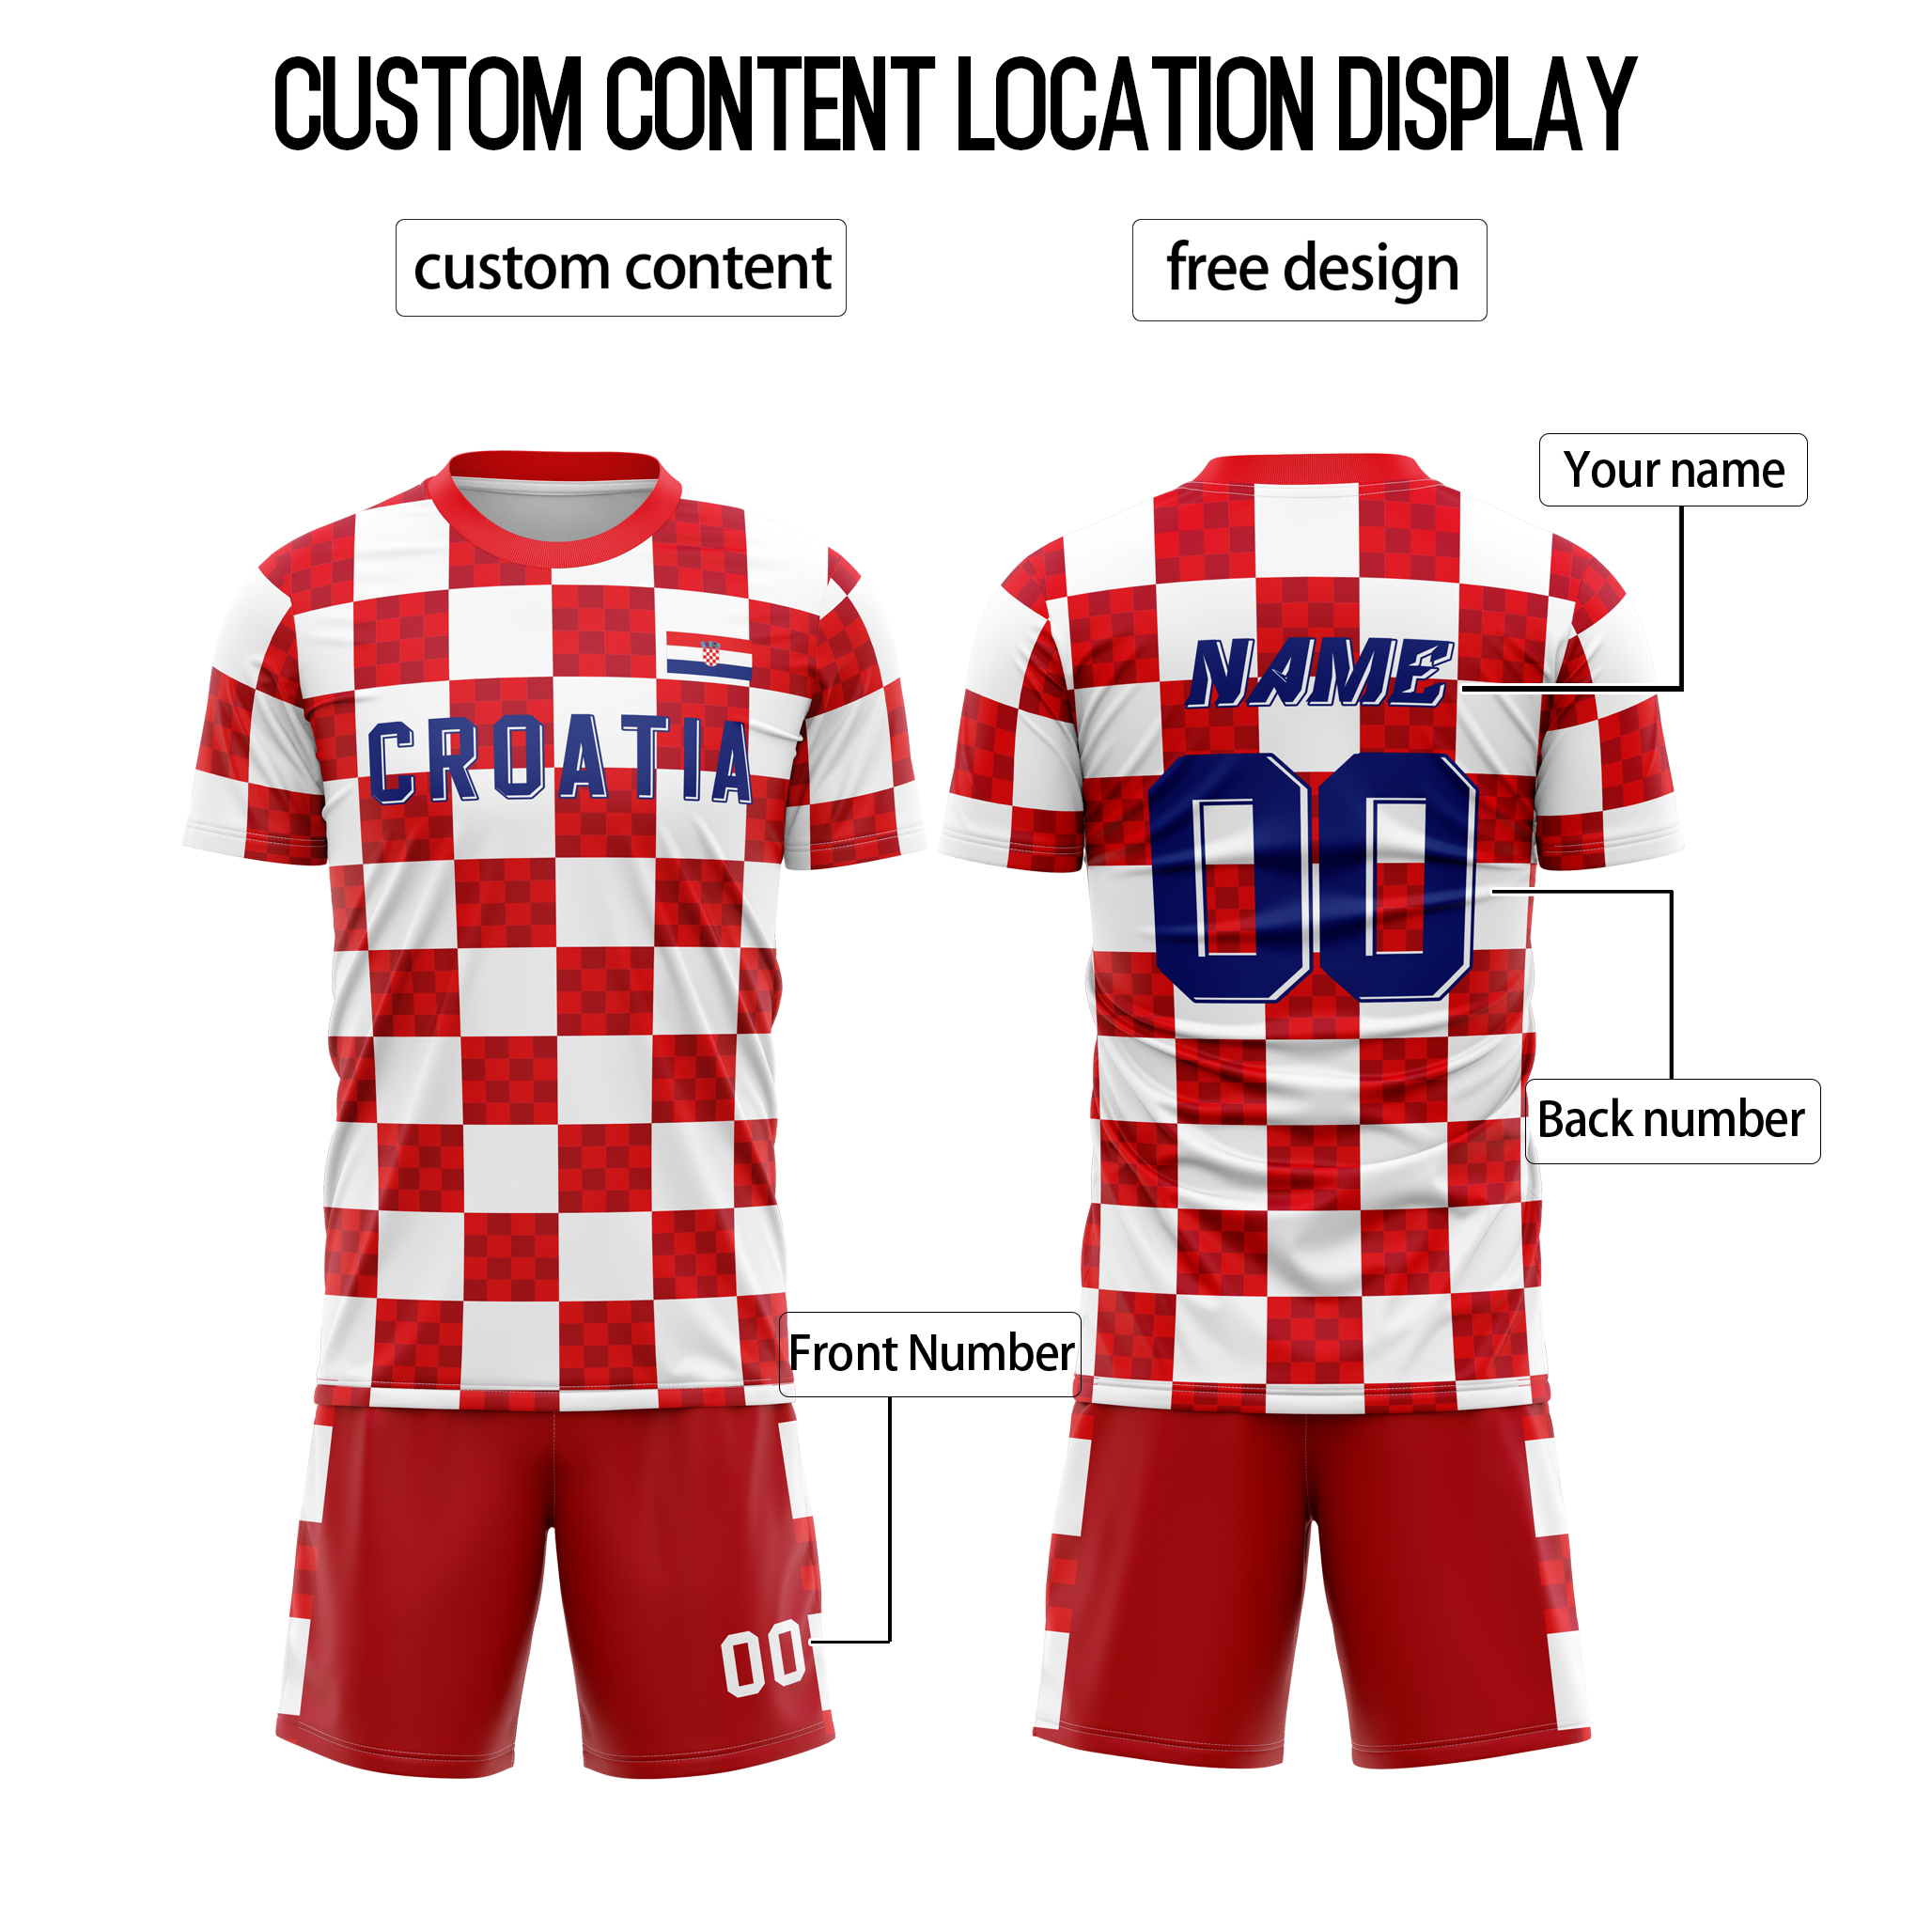 CUSTOM CONTENT LOCATION DISPLAY
custom content
free design
Your name
CROATIA
NAME
00
Back number
Front Number
00